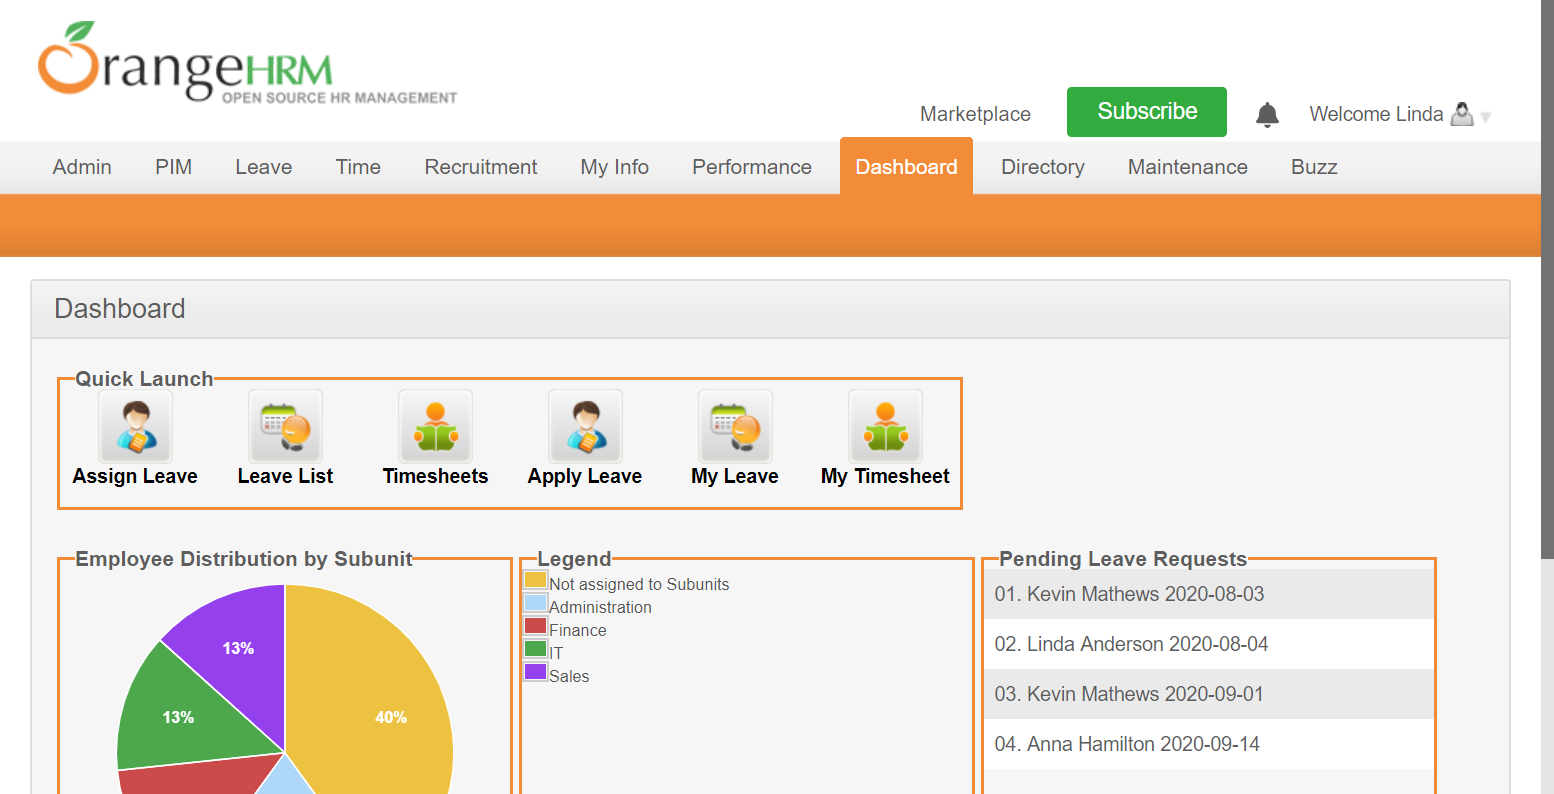 OrangeHRM
OPEN SOURCE HR MANAGEMENT
Marketplace
Subscribe
Welcome Linda
Admin PIM Leave Time Recruitment My Info Performance Dashboard Directory Maintenance Buzz
Dashboard
Quick Launch
Assign Leave Leave List Timesheets Apply Leave My Leave My Timesheet
Employee Distribution by Subunit
13%
40%
13%
Legend
Not assigned to Subunits
Administration
Finance
IT
Sales
Pending Leave Requests
01. Kevin Mathews 2020-08-03
02. Linda Anderson 2020-08-04
03. Kevin Mathews 2020-09-01
04. Anna Hamilton 2020-09-14